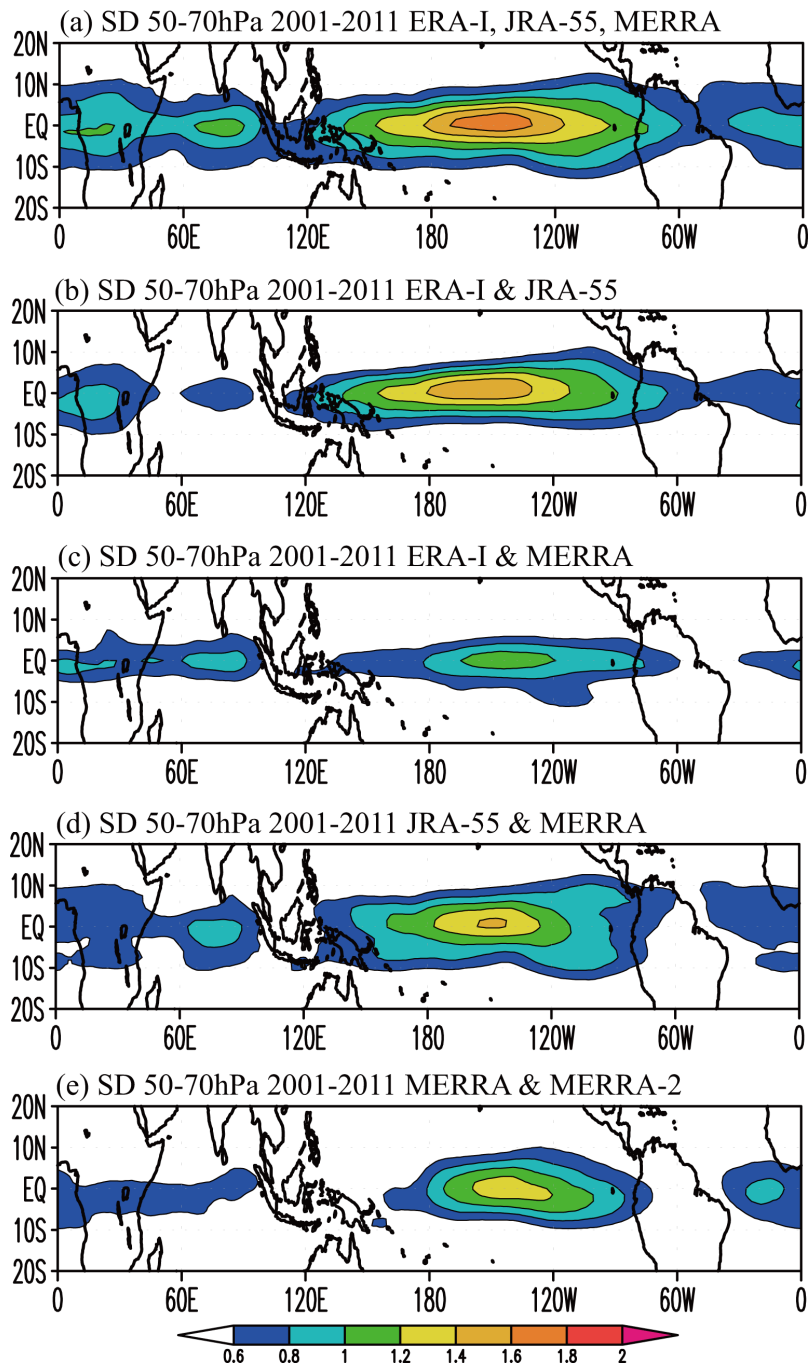 (a) SD 50-70hPa 2001-2011 ERA-I, JRA-55, MERRA
20N
10N
EQ
10S
20S
0 60E 120E 180 120W 60W 0
(b) SD 50-70hPa 2001-2011 ERA-I & JRA-55
20N
10N
EQ
10S
20S
0 60E 120E 180 120W 60W 0
(c) SD 50-70hPa 2001-2011 ERA-I & MERRA
20N
10N
EQ
10S
20S
0 60E 120E 180 120W 60W 0
(d) SD 50-70hPa 2001-2011 JRA-55 & MERRA
20N
10N
EQ
10S
20S
0 60E 120E 180 120W 60W 0
(e) SD 50-70hPa 2001-2011 MERRA & MERRA-2
20N
10N
EQ
10S
20S
0 60E 120E 180 120W 60W 0
0.6 0.8 1 1.2 1.4 1.6 1.8 2